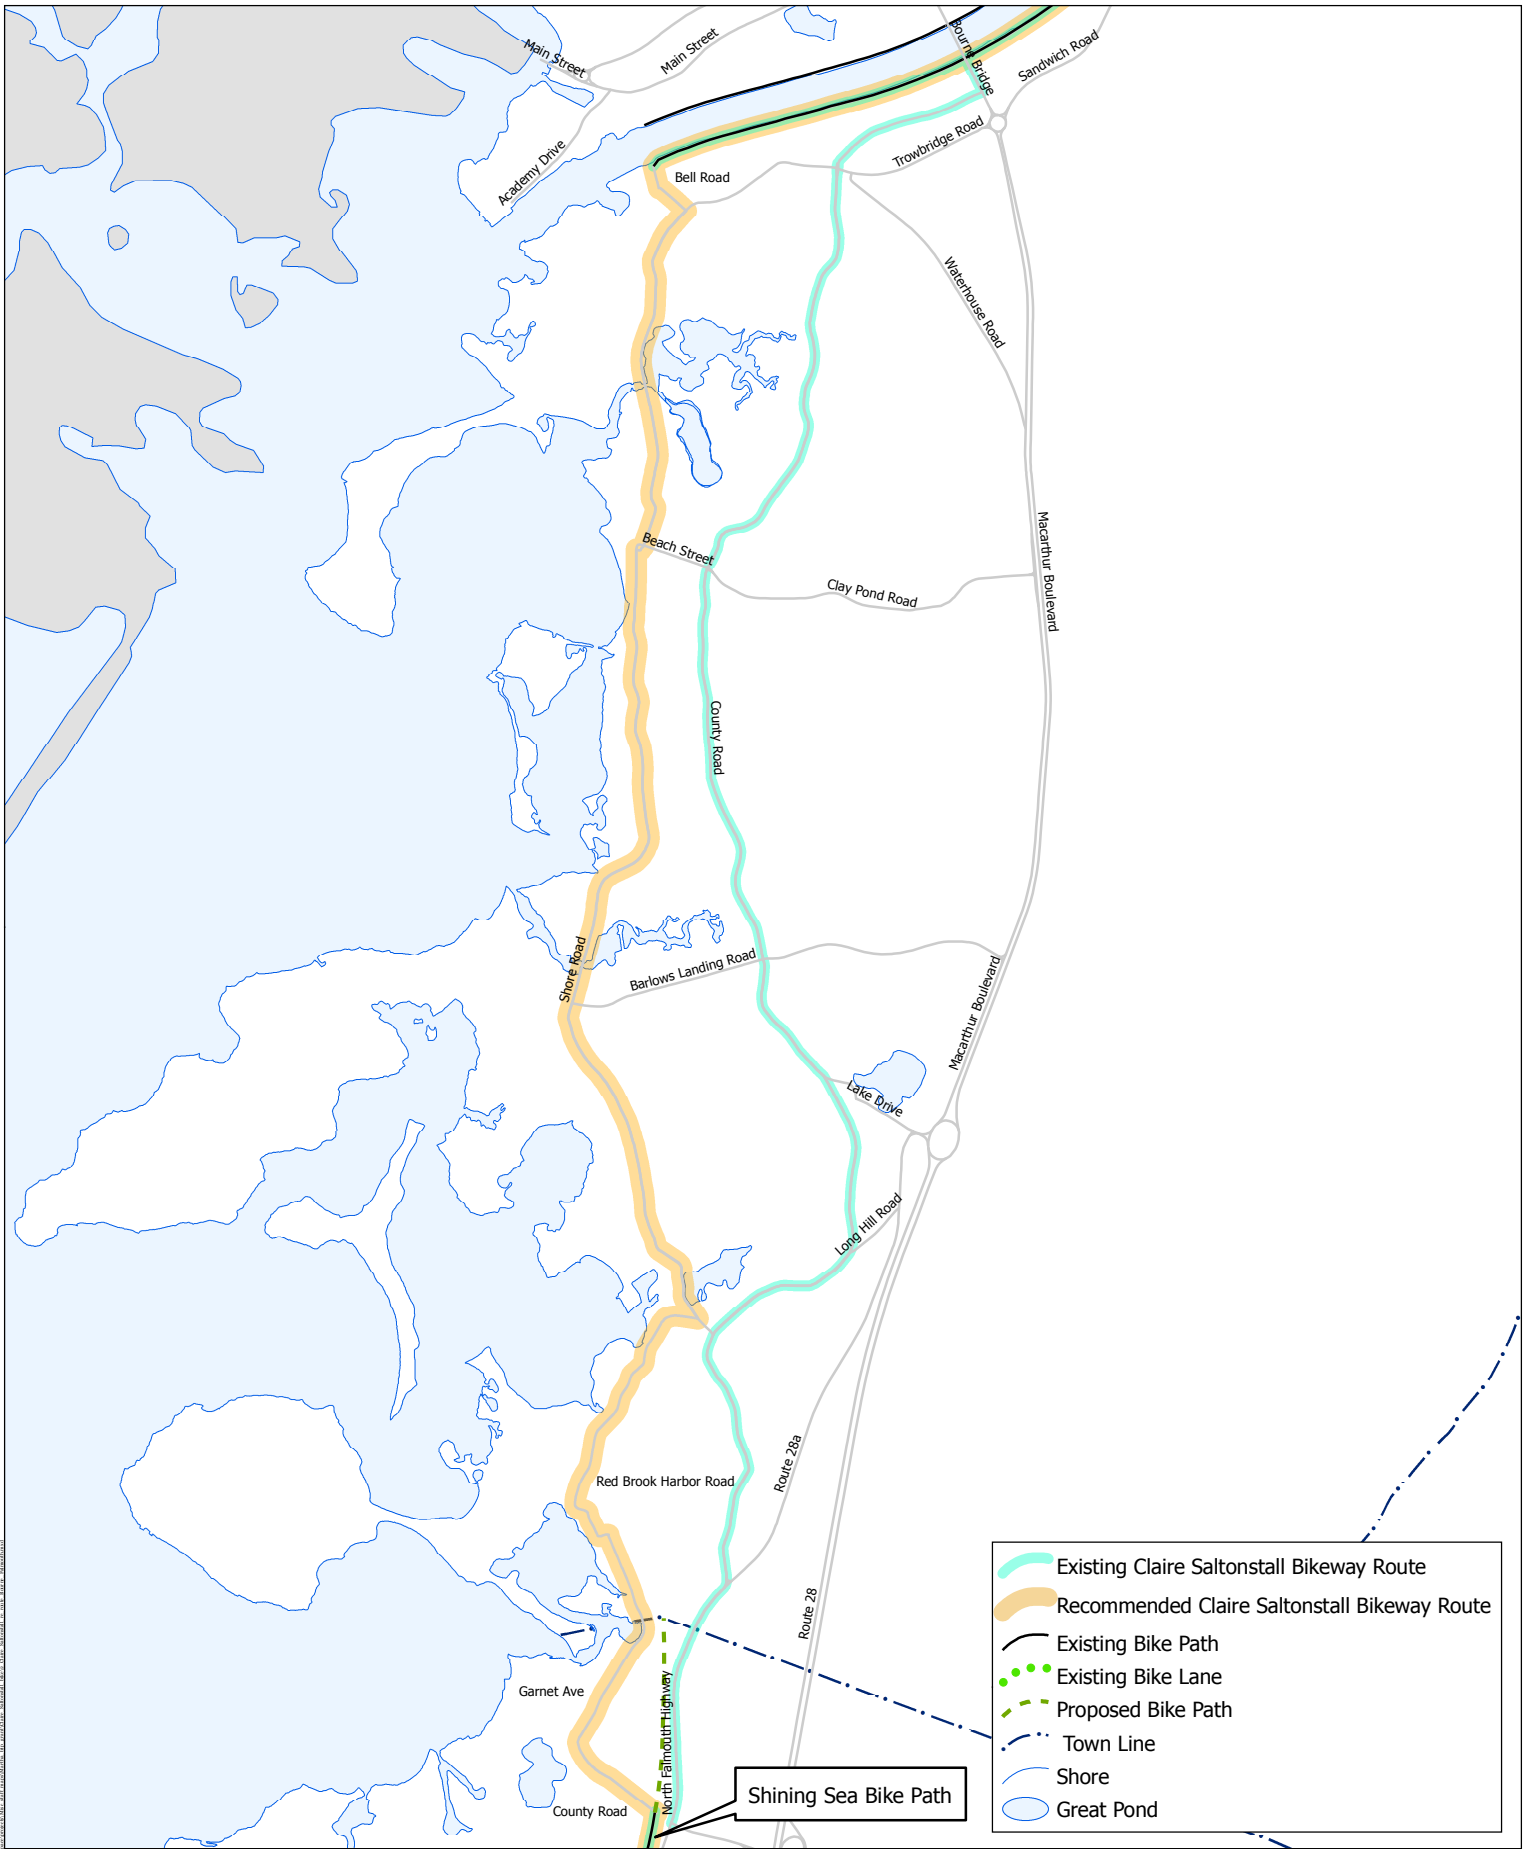 Main Street
Main Street
Bourne Bridge
Sandwich Road
Academy Drive
Trowbridge Road
Bell Road
Waterhouse Road
Beach Street
Clay Pond Road
Macarthur Boulevard
County Road
Shore Road
Barlows Landing Road
Macarthur Boulevard
Lake Drive
Long Hill Road
Route 28a
Red Brook Harbor Road
Route 28
Garnet Ave
North Falmouth Highway
County Road
Shining Sea Bike Path
Existing Claire Saltonstall Bikeway Route
Recommended Claire Saltonstall Bikeway Route
Existing Bike Path
Existing Bike Lane
Proposed Bike Path
Town Line
Shore
Great Pond